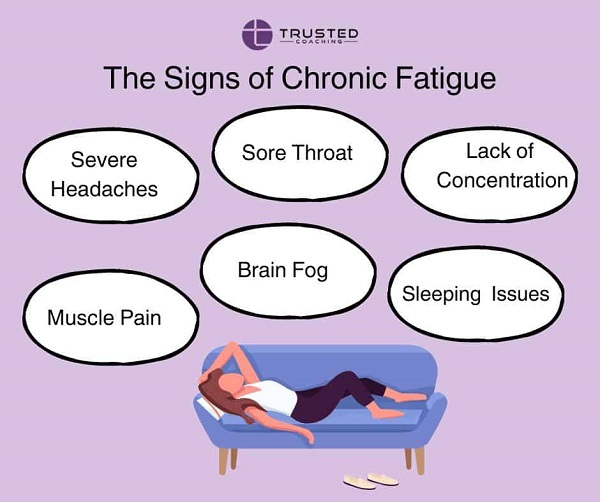 TRUSTED
COACHING
The Signs of Chronic Fatigue
Severe
Headaches
Sore Throat
Lack of
Concentration
Muscle Pain
Brain Fog
Sleeping Issues